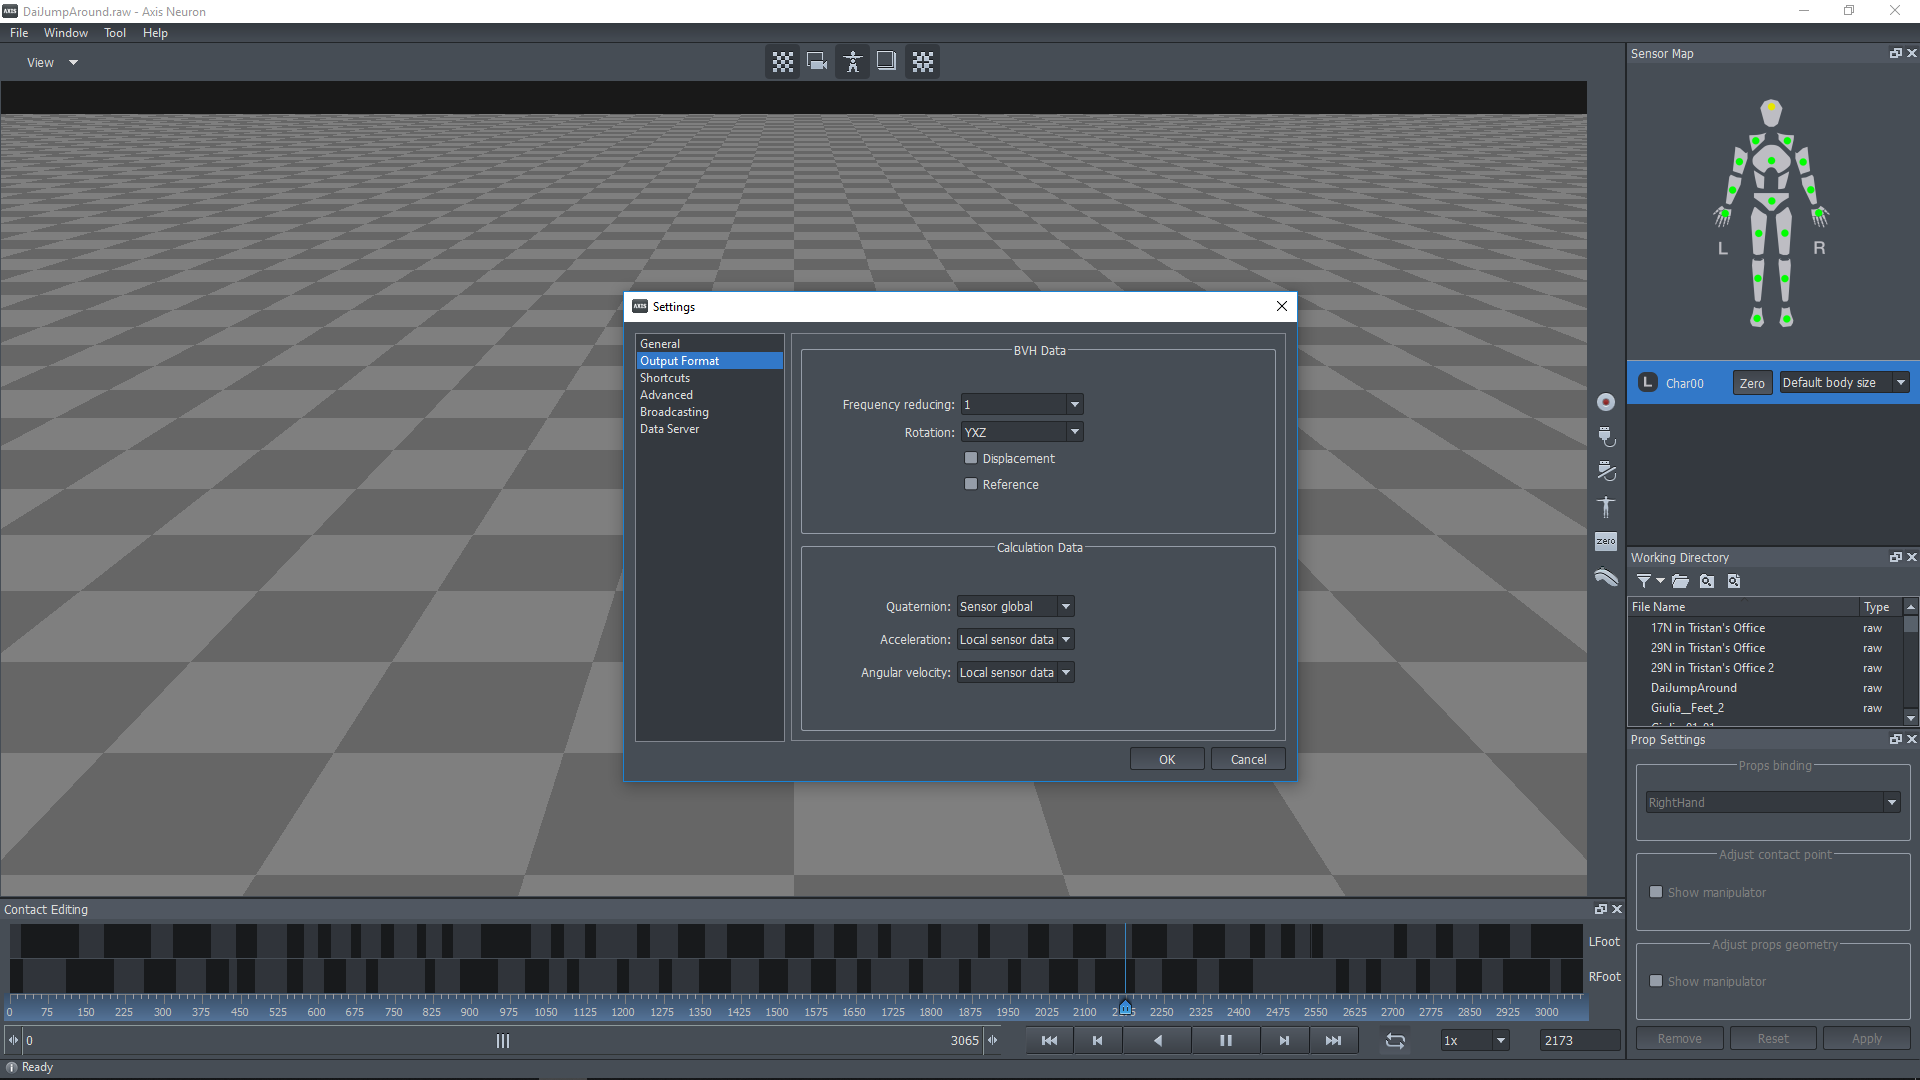 DaiJumpAround.raw - Axis Neuron
File Window Tool Help
View
Sensor Map
L R
L Char00 Zero Default body size
AXIS Settings
General
Output Format
Shortcuts
Advanced
Broadcasting
Data Server
BVH Data
Frequency reducing: 1
Rotation: YXZ
Displacement
Reference
Calculation Data
Quaternion: Sensor global
Acceleration: Local sensor data
Angular velocity: Local sensor data
OK Cancel
zero
Working Directory
File Name Type
17N in Tristan's Office raw
29N in Tristan's Office raw
29N in Tristan's Office 2 raw
DaiJumpAround raw
Giulia__Feet_2 raw
Prop Settings
Props binding
RightHand
Adjust contact point
Show manipulator
Adjust props geometry
Show manipulator
Remove Reset Apply
Contact Editing
LFoot
RFoot
0 75 150 225 300 375 450 525 600 675 750 825 900 975 1050 1125 1200 1275 1350 1425 1500 1575 1650 1725 1800 1875 1950 2025 2100 2250 2325 2400 2475 2550 2625 2700 2775 2850 2925 3000
0 3065 1x 2173
Ready